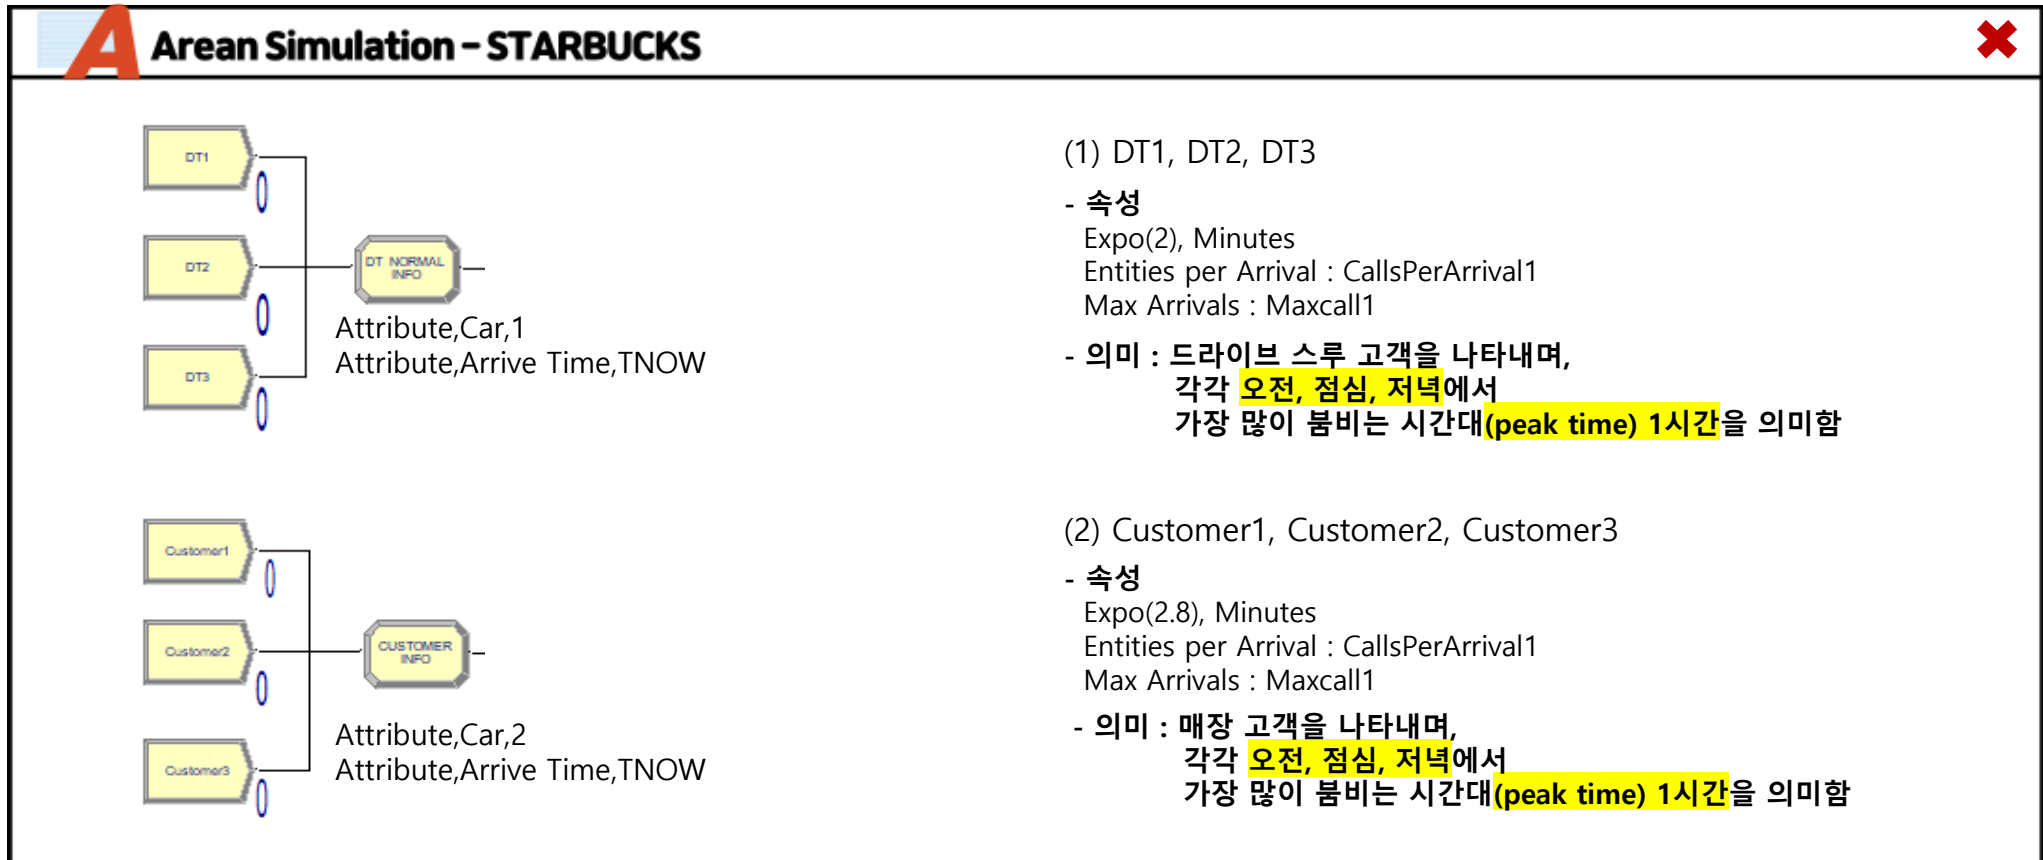 Arean Simulation – STARBUCKS
DT1
0
DT2
0
DT3
0
DT NORMAL
INFO
Attribute,Car,1
Attribute,Arrive Time,TNOW
(1) DT1, DT2, DT3
- 속성
Expo(2), Minutes
Entities per Arrival : CallsPerArrival1
Max Arrivals : Maxcall1
- 의미 : 드라이브 스루 고객을 나타내며,
각각 오전, 점심, 저녁에서
가장 많이 붐비는 시간대(peak time) 1시간을 의미함
Customer1
0
Customer2
0
Customer3
0
CUSTOMER
INFO
Attribute,Car,2
Attribute,Arrive Time,TNOW
(2) Customer1, Customer2, Customer3
- 속성
Expo(2.8), Minutes
Entities per Arrival : CallsPerArrival1
Max Arrivals : Maxcall1
- 의미 : 매장 고객을 나타내며,
각각 오전, 점심, 저녁에서
가장 많이 붐비는 시간대(peak time) 1시간을 의미함